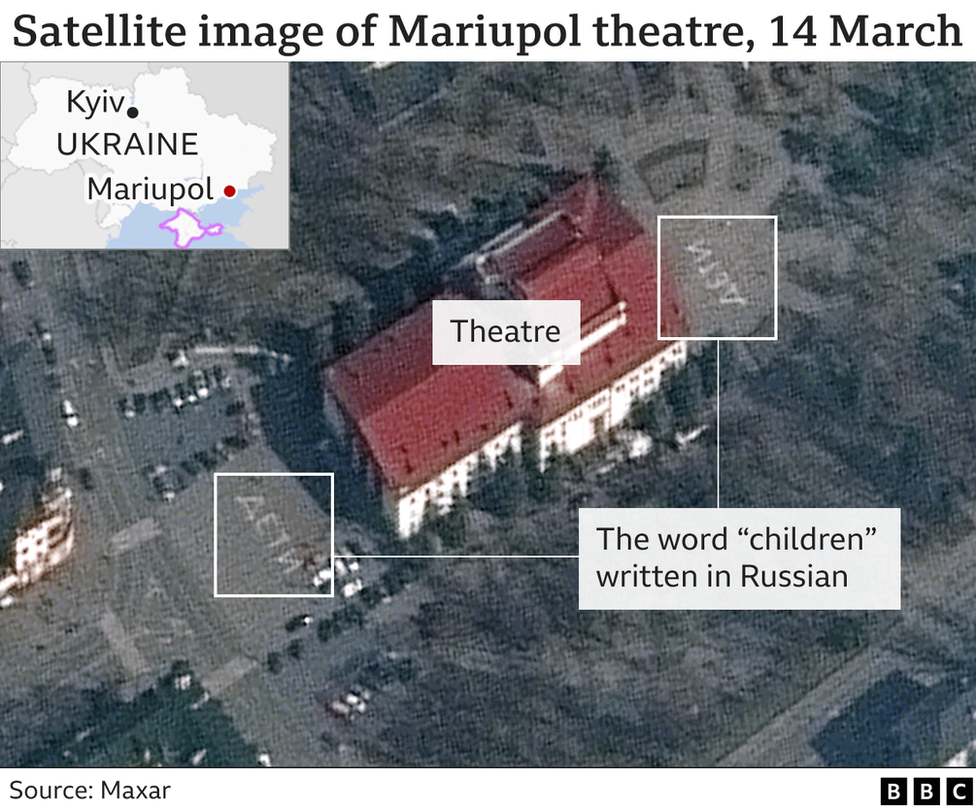 Satellite image of Mariupol theatre, 14 March
Kyiv
UKRAINE
Mariupol
ДЕТИ
Theatre
ДЕТИ
The word “children”
written in Russian
Source: Maxar
BBC